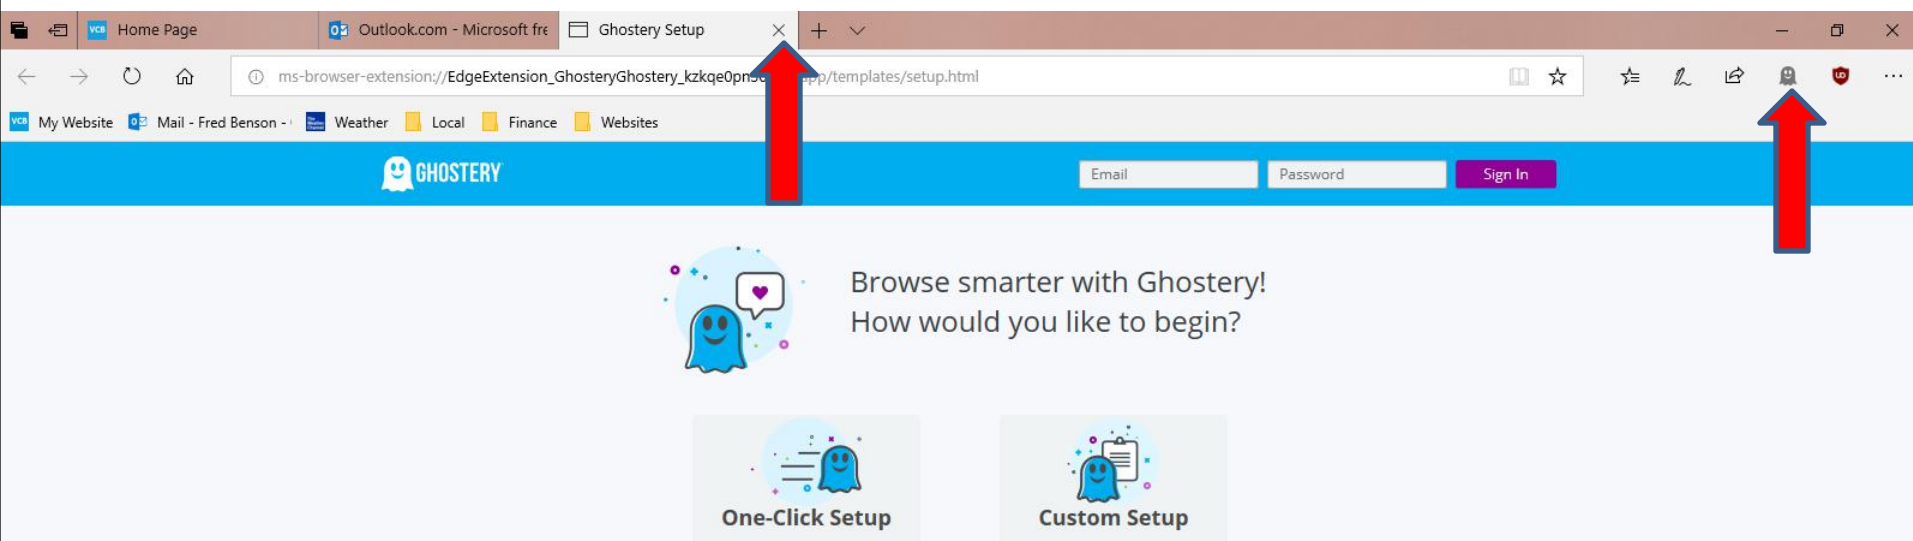 VCB Home Page
Outlook.com - Microsoft fre
Ghostery Setup
ms-browser-extension://EdgeExtension_GhosteryGhostery_kzkqe0pn
pp/templates/setup.html
VCB My Website
Mail - Fred Benson -
Weather
Local
Finance
Websites
GHOSTERY
Email
Password
Sign In
Browse smarter with Ghostery!
How would you like to begin?
One-Click Setup
Custom Setup